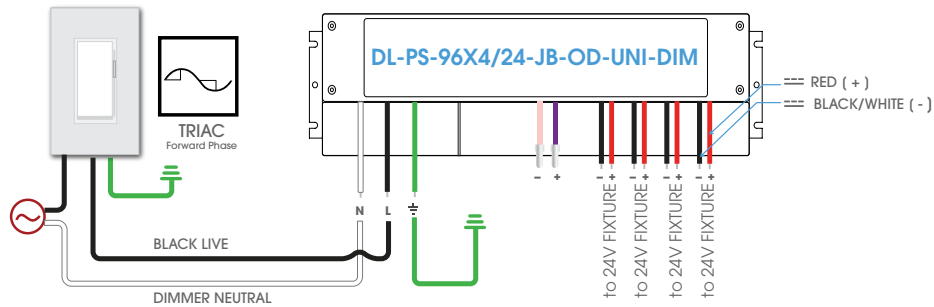 DL-PS-96X4/24-JB-OD-UNI-DIM
RED ( + )
BLACK/WHITE ( - )
TRIAC
Forward Phase
- + - + - + - + - +
N L
to 24V FIXTURE
to 24V FIXTURE
to 24V FIXTURE
to 24V FIXTURE
BLACK LIVE
DIMMER NEUTRAL